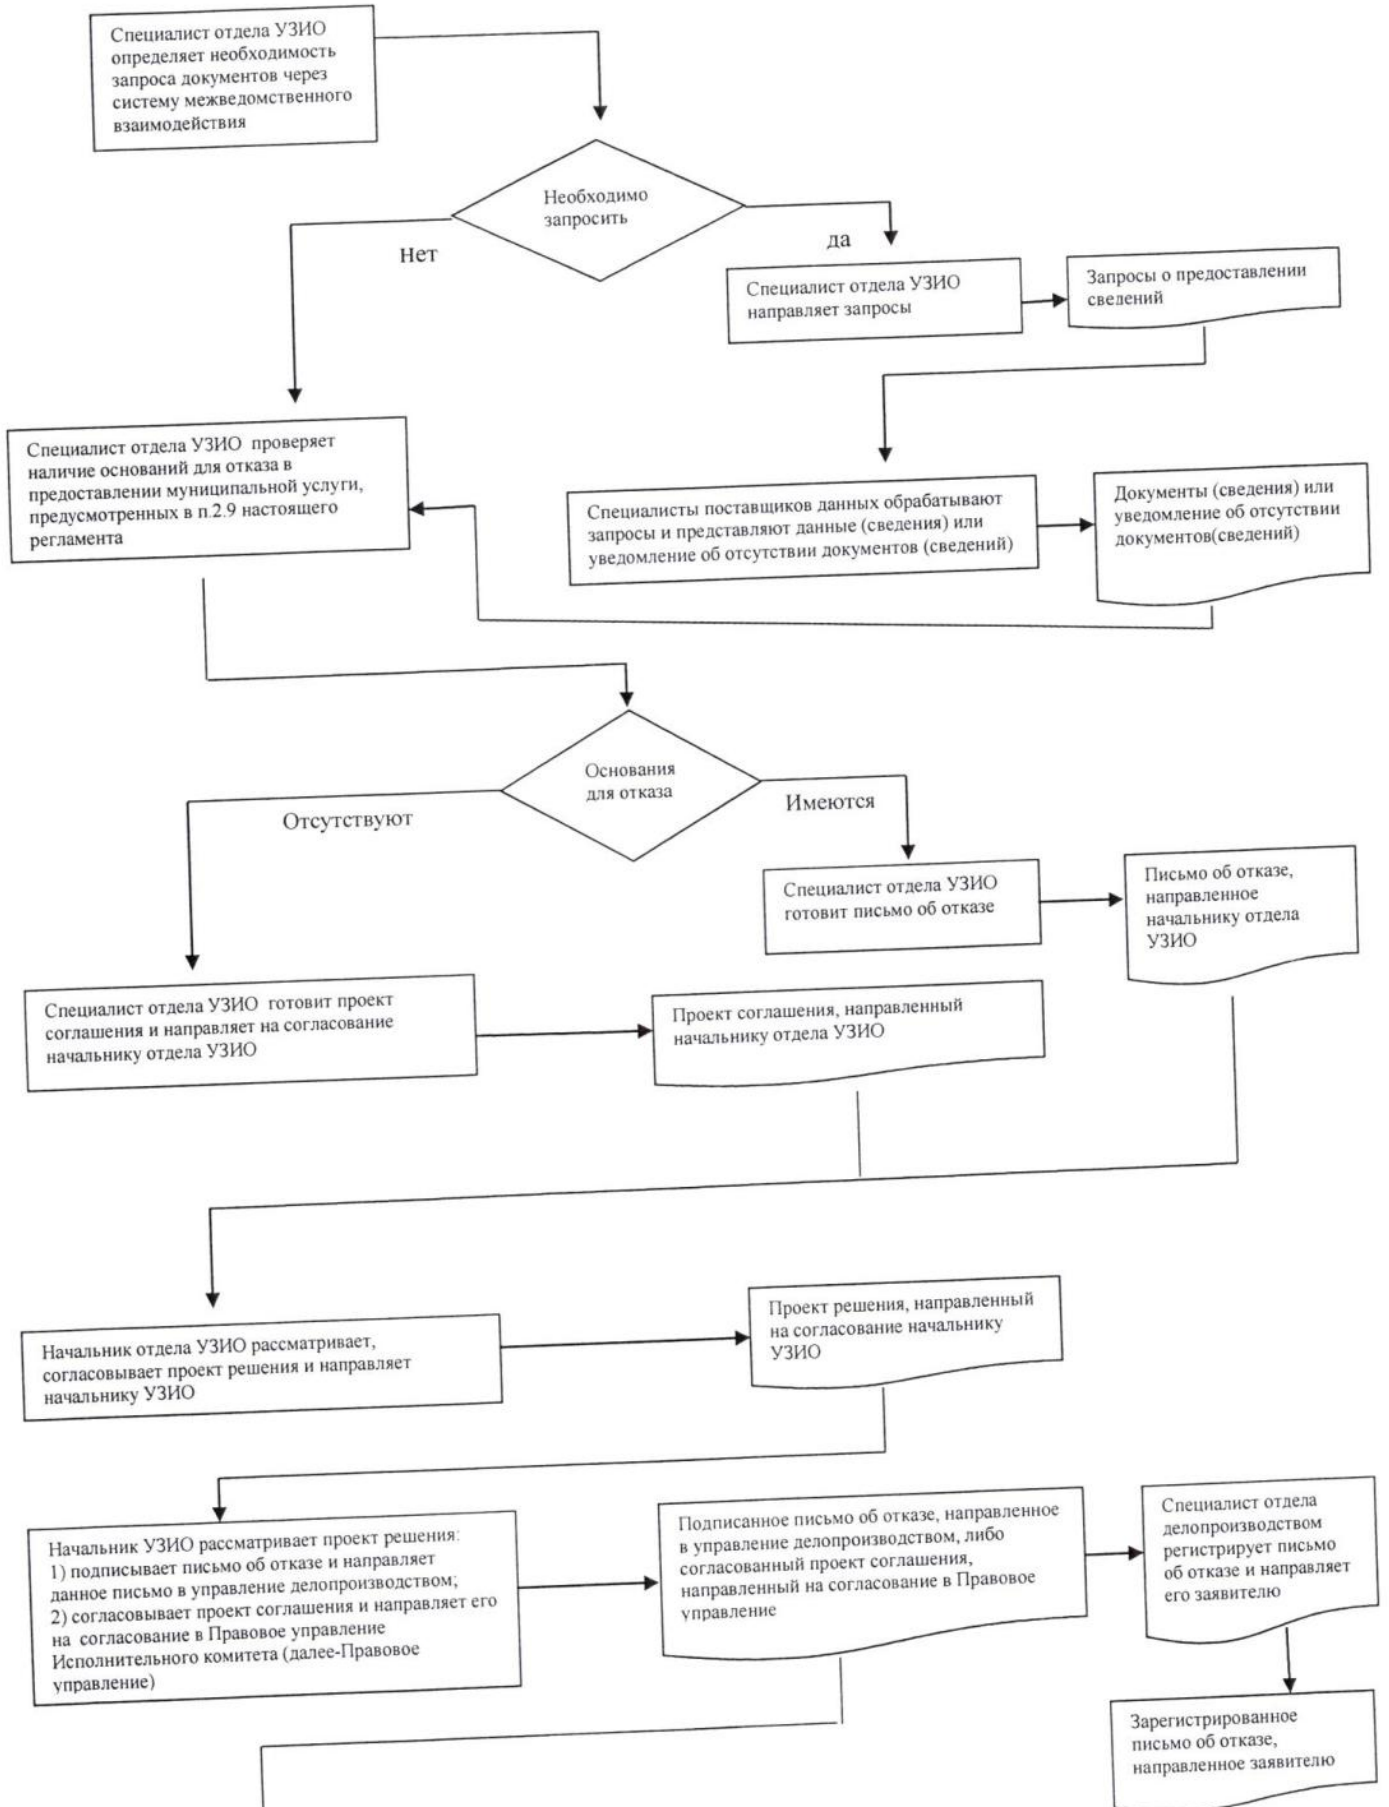 Специалист отдела УЗИО
определяет необходимость
запроса документов через
систему межведомственного
взаимодействия
Необходимо
запросить
Нет
да
Специалист отдела УЗИО
направляет запросы
Запросы о предоставлении
сведений
Специалист отдела УЗИО проверяет
наличие оснований для отказа в
предоставлении муниципальной услуги,
предусмотренных в п.2.9 настоящего
регламента
Специалисты поставщиков данных обрабатывают
запросы и представляют данные (сведения) или
уведомление об отсутствии документов (сведений)
Документы (сведения) или
уведомление об отсутствии
документов(сведений)
Основания
для отказа
Отсутствуют
Имеются
Специалист отдела УЗИО
готовит письмо об отказе
Письмо об отказе,
направленное
начальнику отдела
УЗИО
Специалист отдела УЗИО готовит проект
соглашения и направляет на согласование
начальнику отдела УЗИО
Проект соглашения, направленный
начальнику отдела УЗИО
Начальник отдела УЗИО рассматривает,
согласовывает проект решения и направляет
начальнику УЗИО
Проект решения, направленный
на согласование начальнику
УЗИО
Начальник УЗИО рассматривает проект решения:
1) подписывает письмо об отказе и направляет
данное письмо в управление делопроизводством;
2) согласовывает проект соглашения и направляет его
на согласование в Правовое управление
Исполнительного комитета (далее-Правовое
управление)
Подписанное письмо об отказе, направленное
в управление делопроизводством, либо
согласованный проект соглашения,
направленный на согласование в Правовое
управление
Специалист отдела
делопроизводством
регистрирует письмо
об отказе и направляет
его заявителю
Зарегистрированное
письмо об отказе,
направленное заявителю